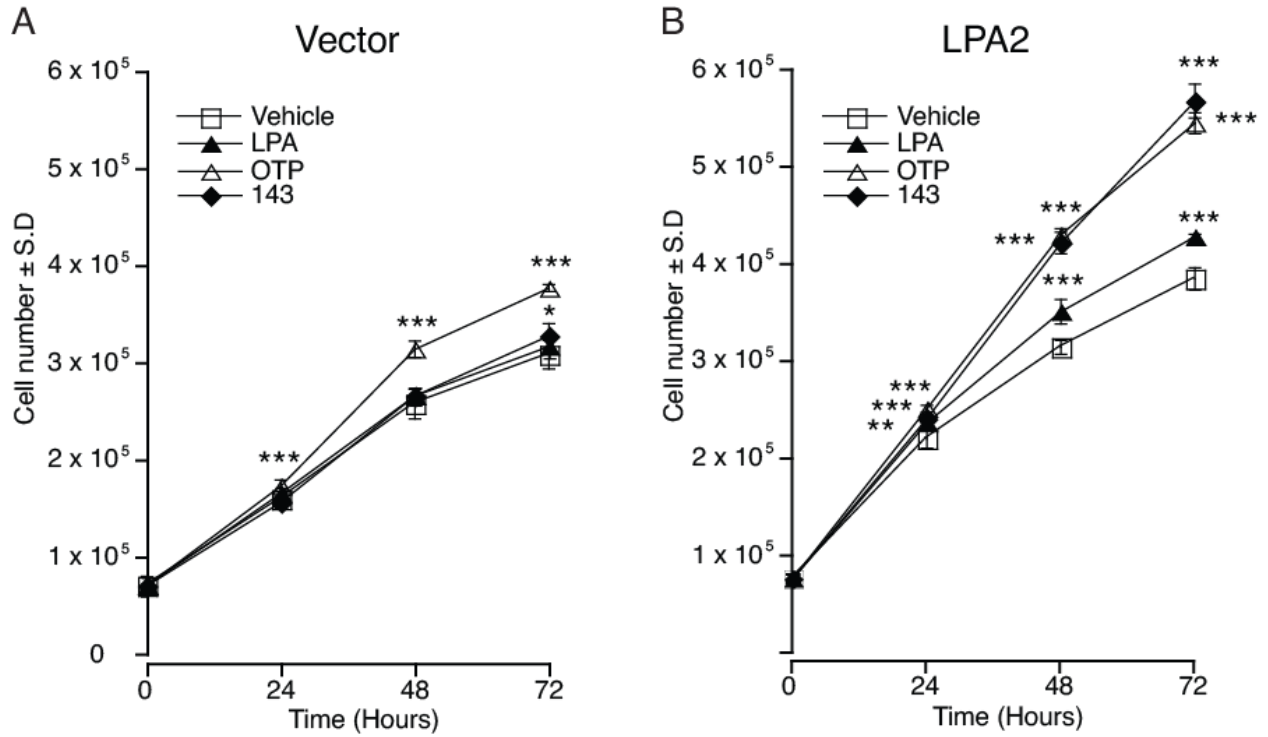 A
Vector
6 x 10⁵
5 x 10⁵
4 x 10⁵
3 x 10⁵
2 x 10⁵
1 x 10⁵
0
Cell number ± S.D
Vehicle
LPA
OTP
143
***
***
***
*
0
24
48
72
Time (Hours)
B
LPA2
6 x 10⁵
5 x 10⁵
4 x 10⁵
3 x 10⁵
2 x 10⁵
1 x 10⁵
Cell number ± S.D
Vehicle
LPA
OTP
143
***
***
**
***
***
***
***
***
***
0
24
48
72
Time (Hours)